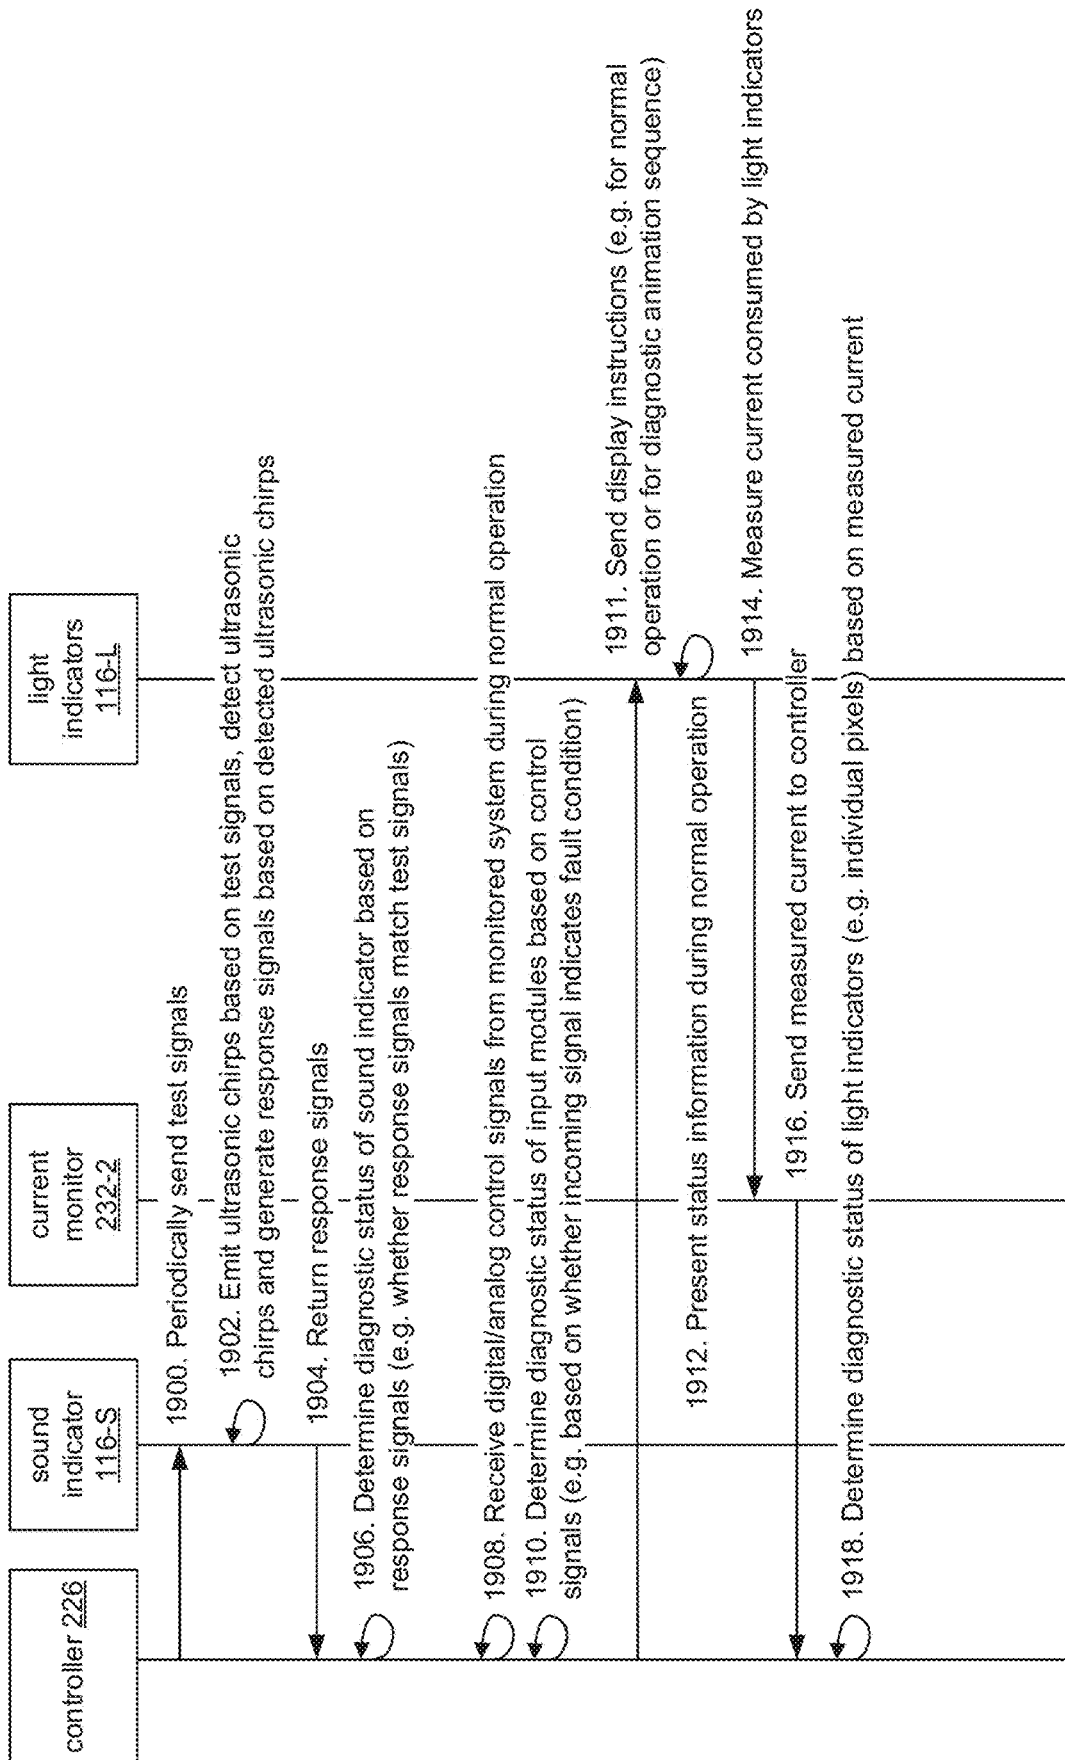 controller 226
sound
indicator
116-S
current
monitor
232-2
light
indicators
116-L
1900. Periodically send test signals
1902. Emit ultrasonic chirps based on test signals, detect ultrasonic
chirps and generate response signals based on detected ultrasonic chirps
1904. Return response signals
1906. Determine diagnostic status of sound indicator based on
response signals (e.g. whether response signals match test signals)
1908. Receive digital/analog control signals from monitored system during normal operation
1910. Determine diagnostic status of input modules based on control
signals (e.g. based on whether incoming signal indicates fault condition)
1911. Send display instructions (e.g. for normal
operation or for diagnostic animation sequence)
1912. Present status information during normal operation
1914. Measure current consumed by light indicators
1916. Send measured current to controller
1918. Determine diagnostic status of light indicators (e.g. individual pixels) based on measured current